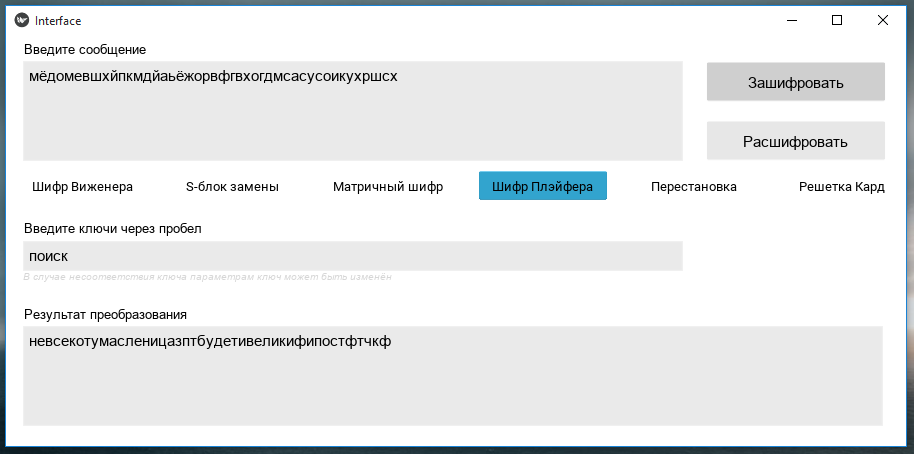 Interface
Введите сообщение
мёдомевшхйпкмдйаьёжорвфгвхогдмсасусоикухршсх
Зашифровать
Расшифровать
Шифр Виженера S-блок замены Матричный шифр Шифр Плэйфера Перестановка Решетка Кард
Введите ключи через пробел
поиск
В случае несоответствия ключа параметрам ключ может быть изменён
Результат преобразования
невсекотумасленицазптбудетивеликифипостфтчкф